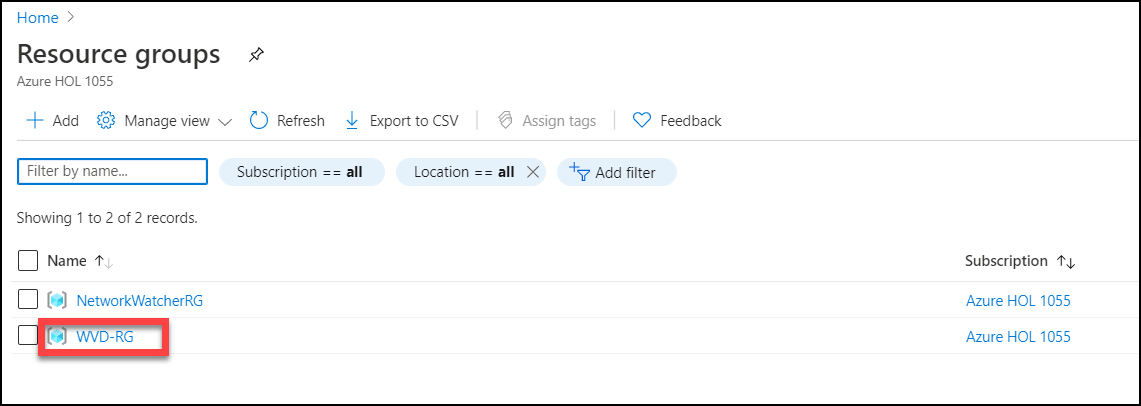 Home
Resource groups
Azure HOL 1055
Add Manage view Refresh Export to CSV Assign tags Feedback
Filter by name... Subscription == all Location == all Add filter
Showing 1 to 2 of 2 records.
Name Subscription
NetworkWatcherRG Azure HOL 1055
WVD-RG Azure HOL 1055